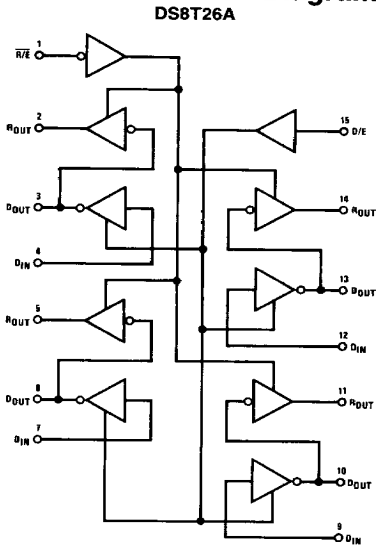 DS8T26A
R/E 1
2
ROUT
15
D/E
3
DOUT
14
ROUT
4
DIN
13
DOUT
5
ROUT
12
DIN
6
DOUT
11
ROUT
7
DIN
10
DOUT
9
DIN